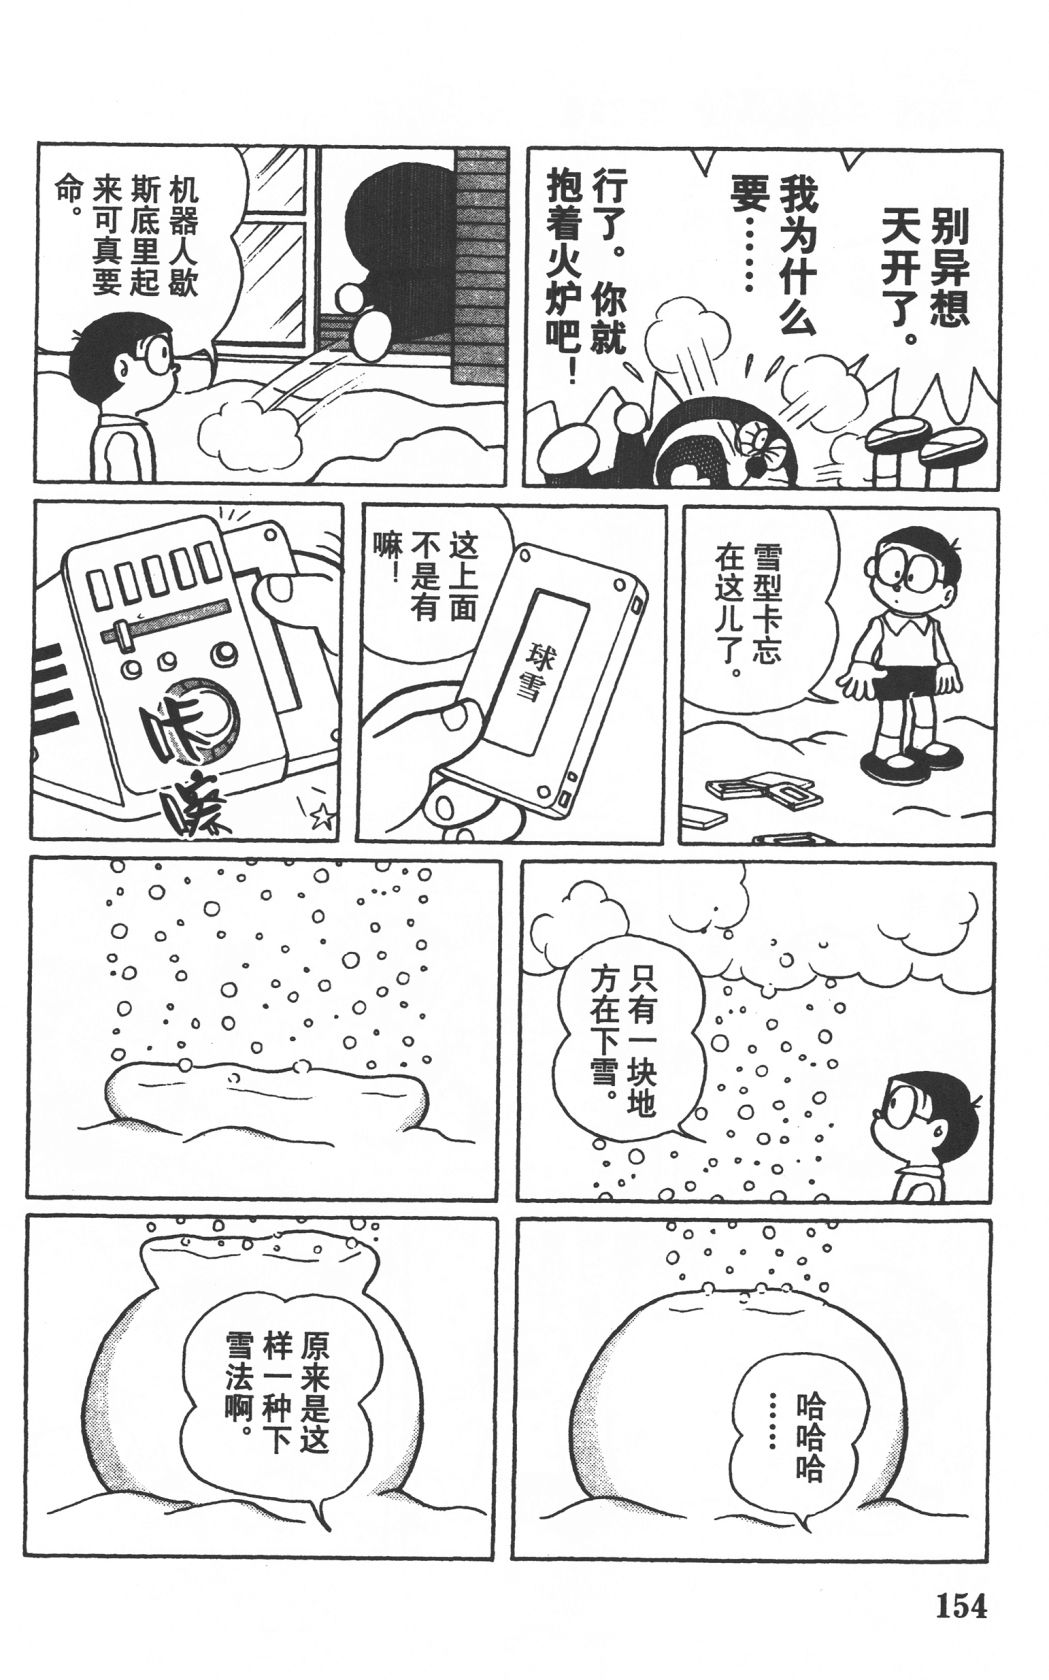 别异想
天开了。
我为什么
要……
行了。你就
抱着火炉吧！
机器人歇
斯底里起
来可真要
命。
雪型卡忘
在这儿了。
这上面
不是有
嘛！
球雪
咔
嚓
只有一块地
方在下雪。
哈哈哈
……
原来是这
样一种下
雪法啊。
154